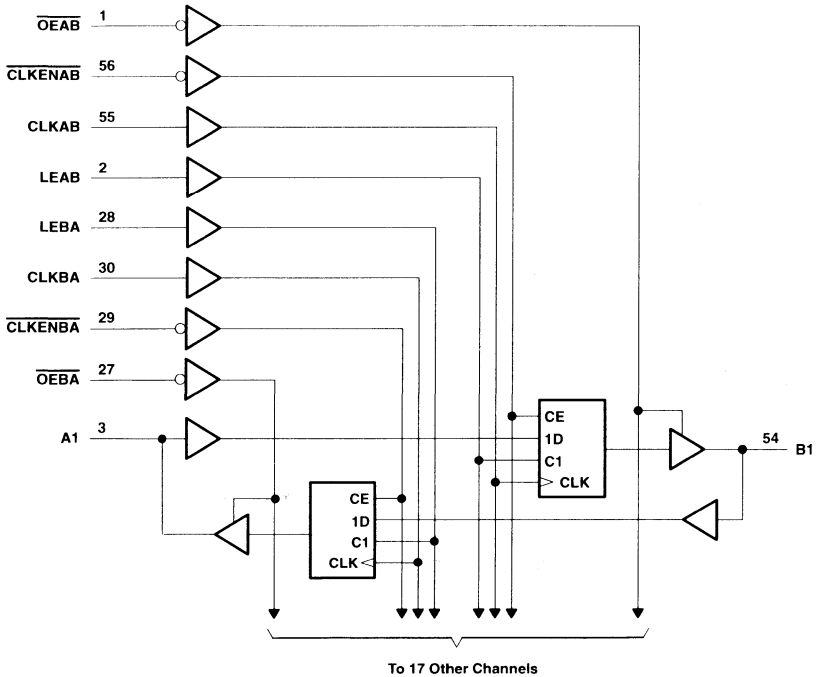 OEAB 1
CLKENAB 56
CLKAB 55
LEAB 2
LEBA 28
CLKBA 30
CLKENBA 29
OEBA 27
A1 3
CE
1D
C1
CLK
54 B1
CE
1D
C1
CLK
To 17 Other Channels